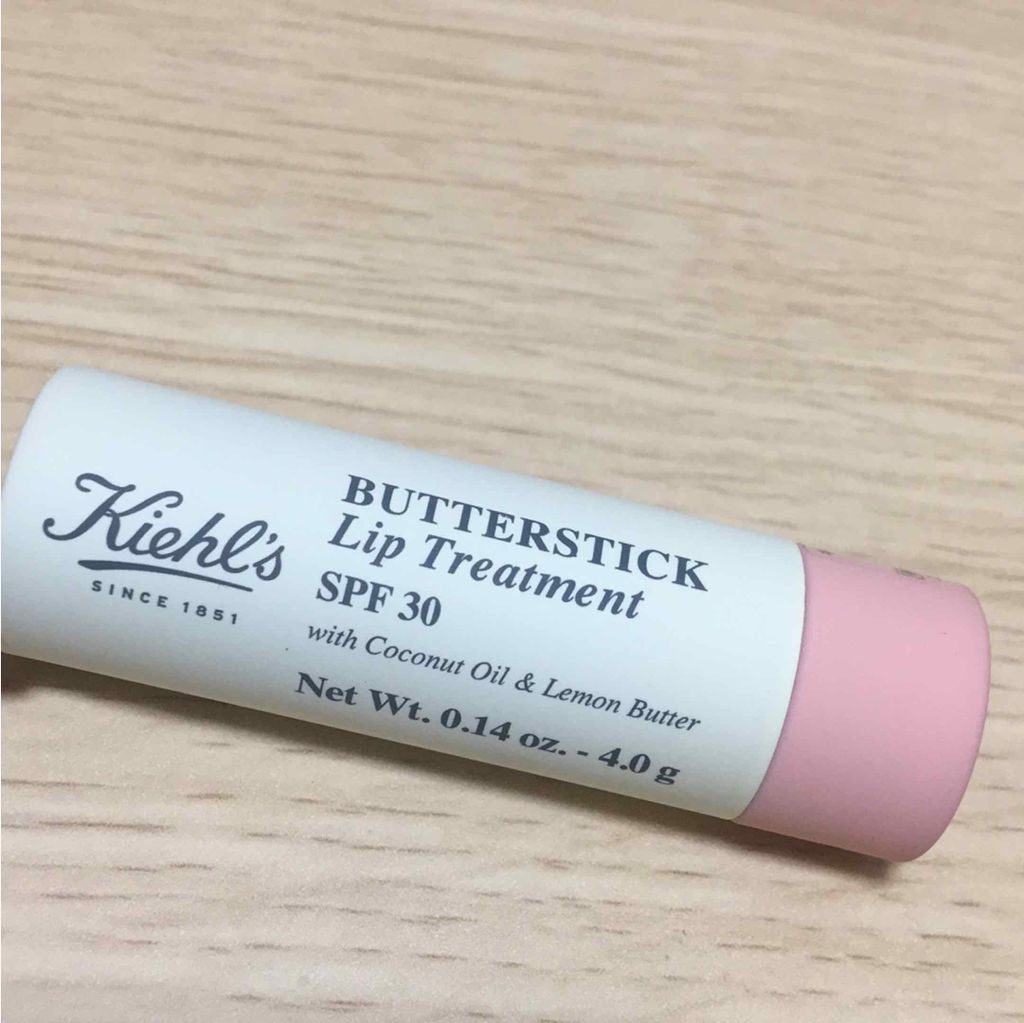 Kiehl's
SINCE 1851
BUTTERSTICK
Lip Treatment
SPF 30
with Coconut Oil & Lemon Butter
Net Wt. 0.14 oz. - 4.0 g